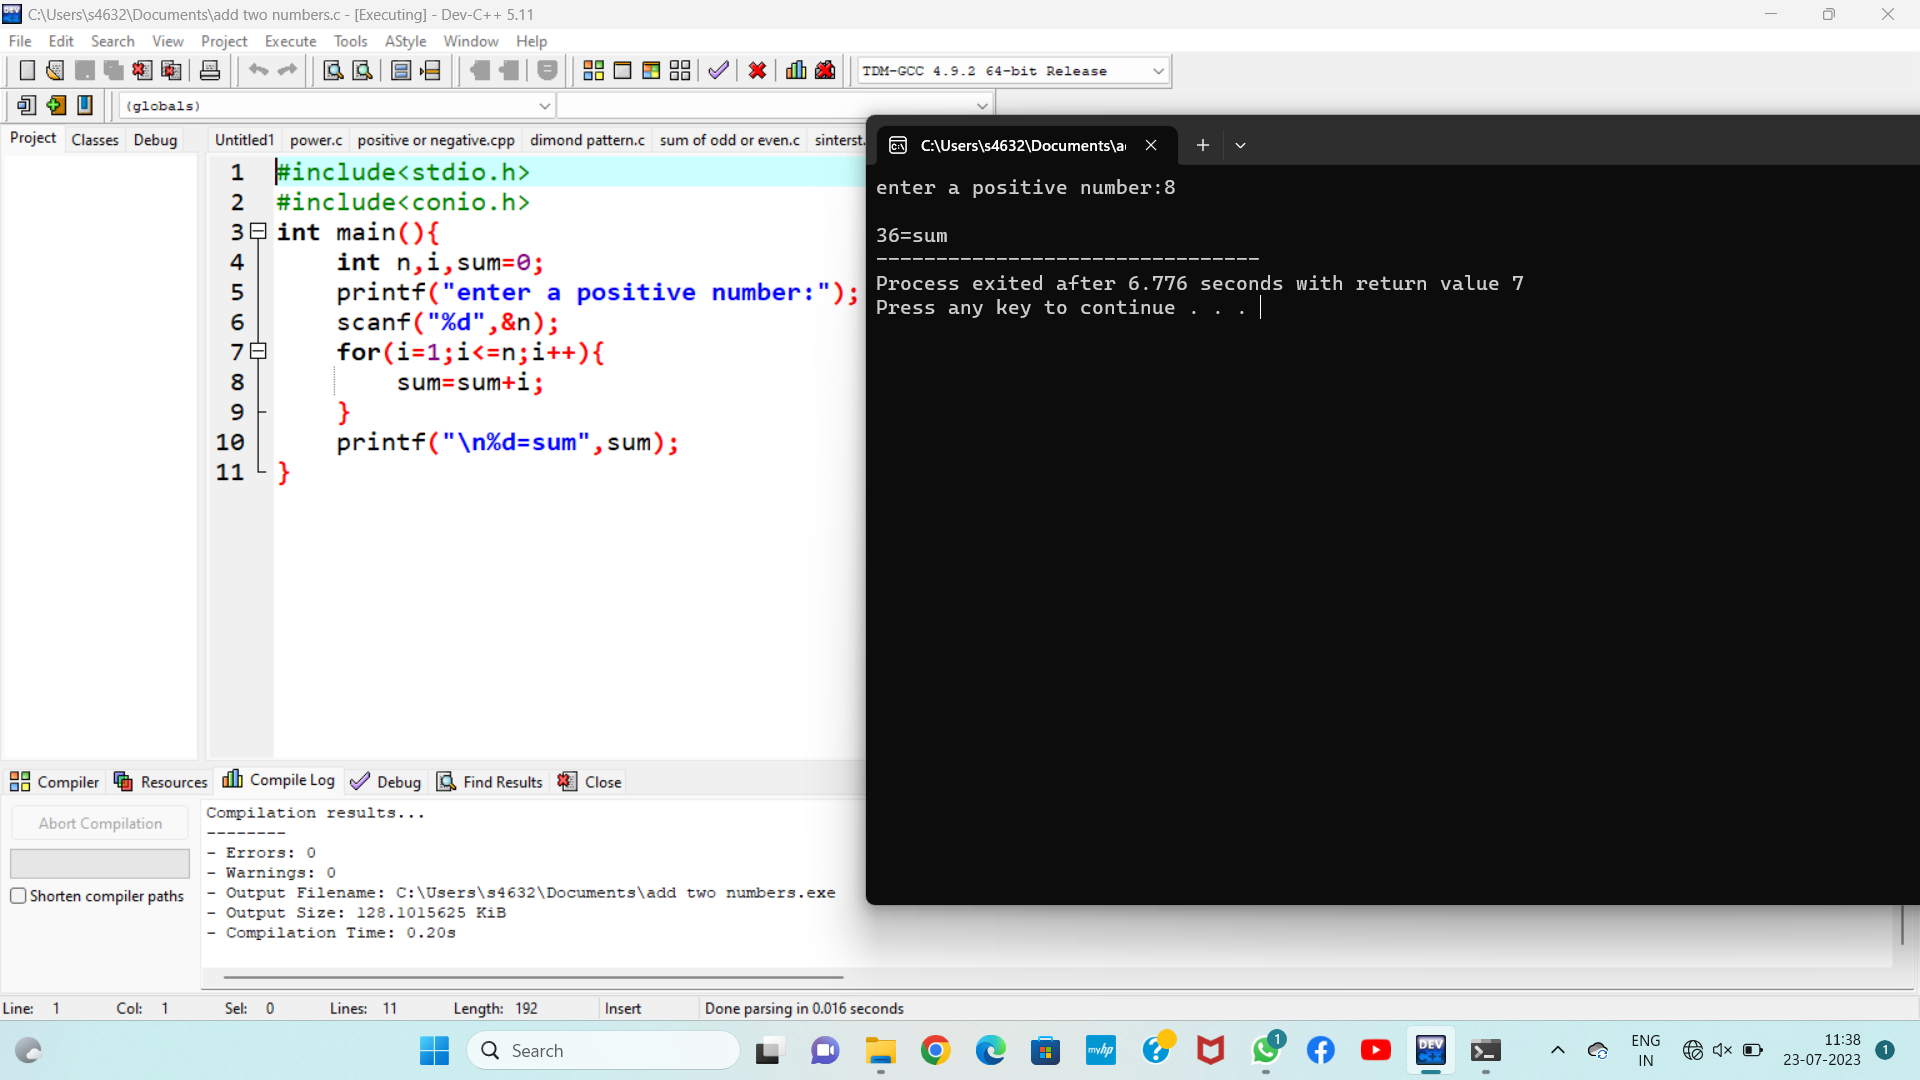 C:\Users\s4632\Documents\add two numbers.c - [Executing] - Dev-C++ 5.11
File Edit Search View Project Execute Tools AStyle Window Help
TDM-GCC 4.9.2 64-bit Release
(globals)
Project Classes Debug
Untitled1 power.c positive or negative.cpp dimond pattern.c sum of odd or even.c sinterst.
1 #include<stdio.h>
2 #include<conio.h>
3 int main(){
4 int n,i,sum=0;
5 printf("enter a positive number:");
6 scanf("%d",&n);
7 for(i=1;i<=n;i++){
8 sum=sum+i;
9 }
10 printf("\n%d=sum",sum);
11 }
C:\Users\s4632\Documents\a
enter a positive number:8
36=sum
--------------------------------
Process exited after 6.776 seconds with return value 7
Press any key to continue . . .
Compiler Resources Compile Log Debug Find Results Close
Abort Compilation
Shorten compiler paths
Compilation results...
--------
- Errors: 0
- Warnings: 0
- Output Filename: C:\Users\s4632\Documents\add two numbers.exe
- Output Size: 128.1015625 KiB
- Compilation Time: 0.20s
Line: 1 Col: 1 Sel: 0 Lines: 11 Length: 192 Insert Done parsing in 0.016 seconds
Search
myhp
1
DEV
C++
ENG
IN
11:38
23-07-2023
1